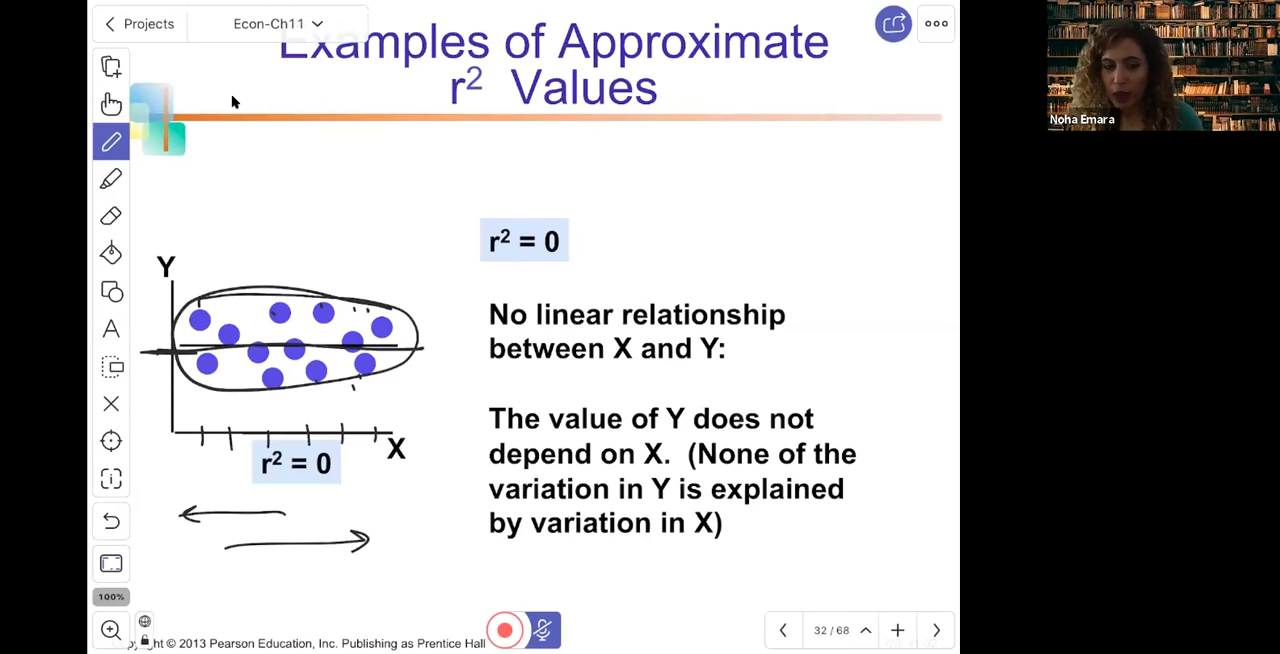 Projects
Econ-Ch11
Examples of Approximate
r² Values
Noha Emara
r² = 0
Y
No linear relationship
between X and Y:
The value of Y does not
depend on X. (None of the
variation in Y is explained
by variation in X)
X
r² = 0
A
100%
ht © 2013 Pearson Education, Inc. Publishing as Prentice Hall
32 / 68